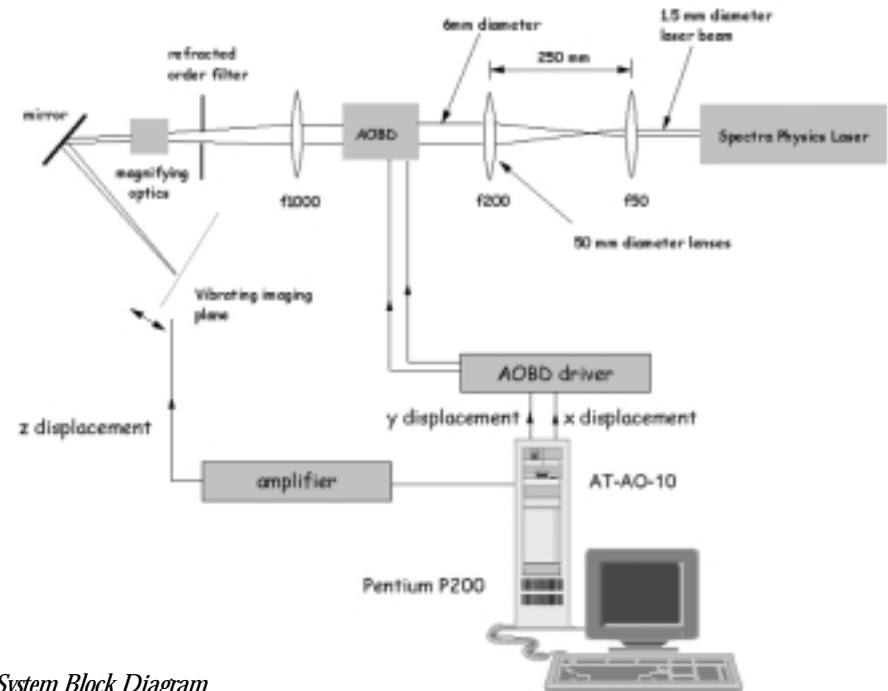 6mm diameter
1.5 mm diameter
laser beam
refracted
order filter
250 mm
mirror
AOBD
Spectra Physics Laser
magnifying
optics
f1000
f200
f50
50 mm diameter lenses
Vibrating imaging
plane
AOBD driver
y displacement
x displacement
z displacement
amplifier
AT-AO-10
Pentium P200
System Block Diagram